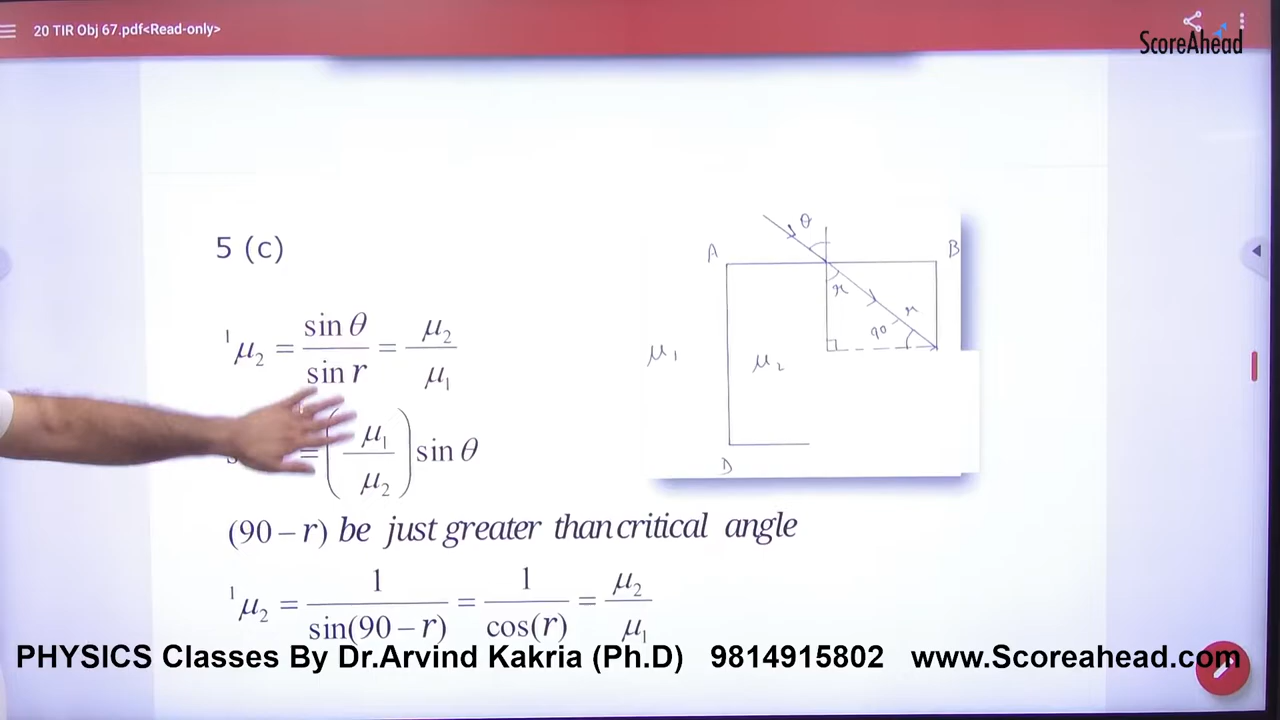 20 TIR Obj 67.pdf<Read-only>
ScoreAhead
5 (c)
¹μ₂ = sin θ / sin r = μ₂ / μ₁
= (μ₁ / μ₂) sin θ
(90 – r) be just greater than critical angle
¹μ₂ = 1 / sin(90 – r) = 1 / cos(r) = μ₂ / μ₁
θ
A
B
r
90 – r
μ₁
μ₂
D
PHYSICS Classes By Dr.Arvind Kakria (Ph.D) 9814915802 www.Scoreahead.com